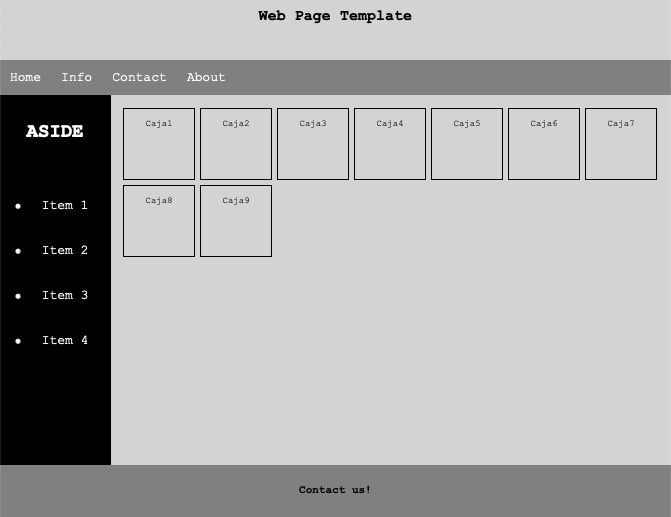 Web Page Template
Home Info Contact About
ASIDE
Item 1
Item 2
Item 3
Item 4
Caja1 Caja2 Caja3 Caja4 Caja5 Caja6 Caja7
Caja8 Caja9
Contact us!